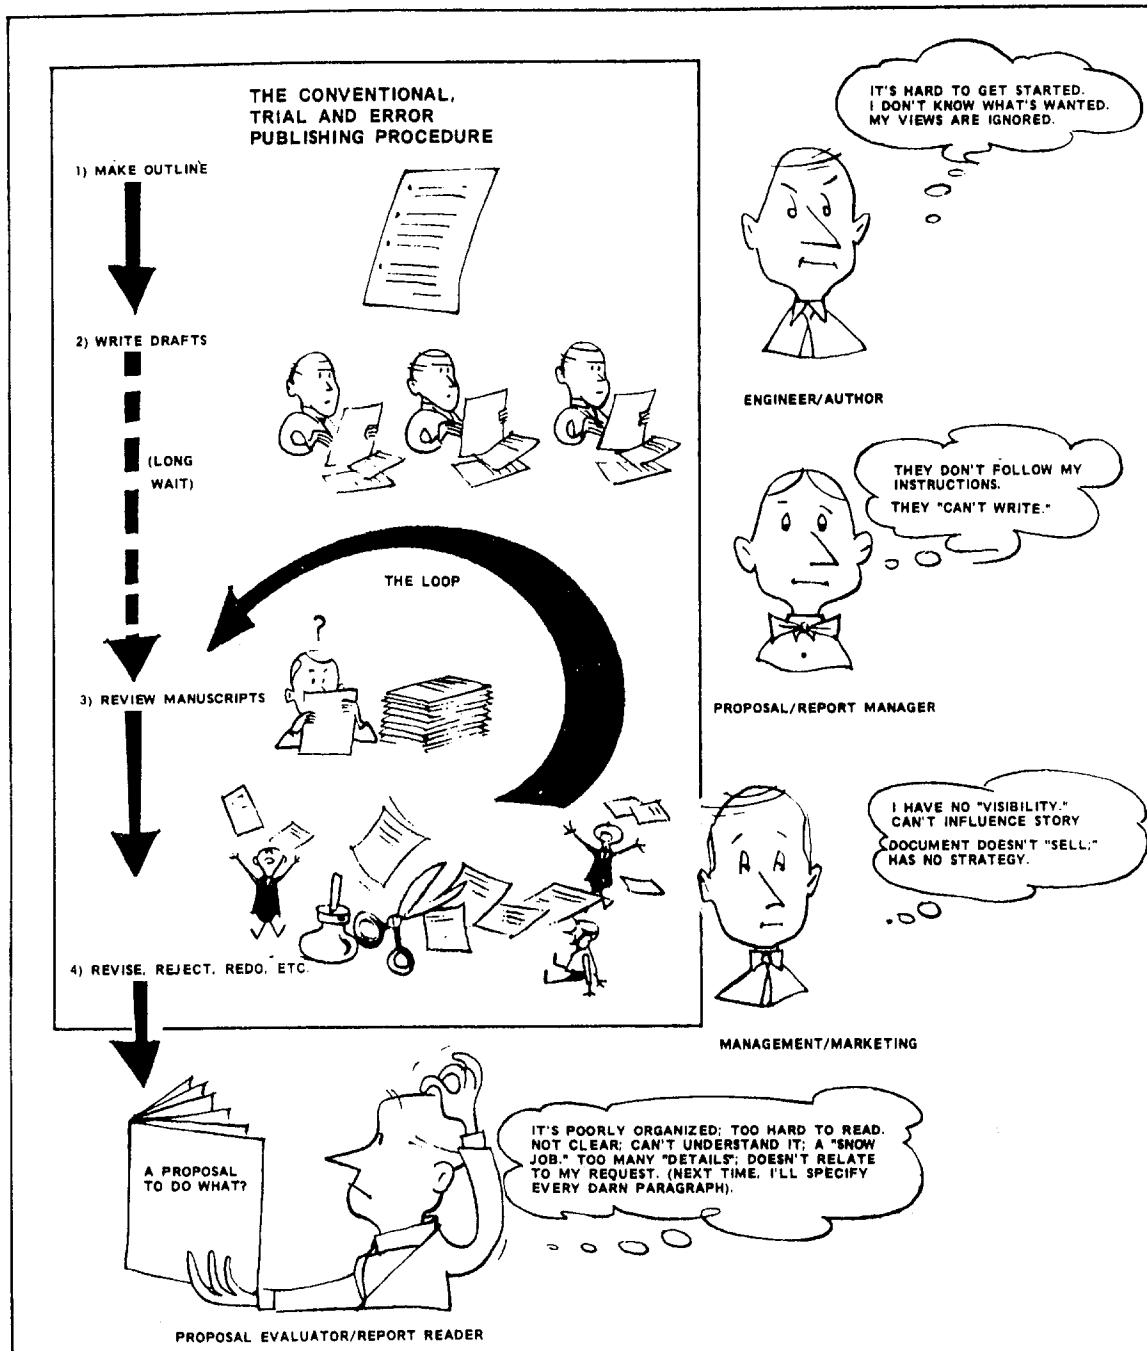 THE CONVENTIONAL,
TRIAL AND ERROR
PUBLISHING PROCEDURE
1) MAKE OUTLINE
2) WRITE DRAFTS
(LONG
WAIT)
THE LOOP
?
3) REVIEW MANUSCRIPTS
4) REVISE, REJECT, REDO, ETC.
IT'S HARD TO GET STARTED.
I DON'T KNOW WHAT'S WANTED.
MY VIEWS ARE IGNORED.
ENGINEER/AUTHOR
THEY DON'T FOLLOW MY
INSTRUCTIONS.
THEY "CAN'T WRITE."
PROPOSAL/REPORT MANAGER
I HAVE NO "VISIBILITY."
CAN'T INFLUENCE STORY
DOCUMENT DOESN'T "SELL;"
HAS NO STRATEGY.
MANAGEMENT/MARKETING
A PROPOSAL
TO DO WHAT?
IT'S POORLY ORGANIZED; TOO HARD TO READ.
NOT CLEAR; CAN'T UNDERSTAND IT; A "SNOW
JOB." TOO MANY "DETAILS"; DOESN'T RELATE
TO MY REQUEST. (NEXT TIME, I'LL SPECIFY
EVERY DARN PARAGRAPH).
PROPOSAL EVALUATOR/REPORT READER